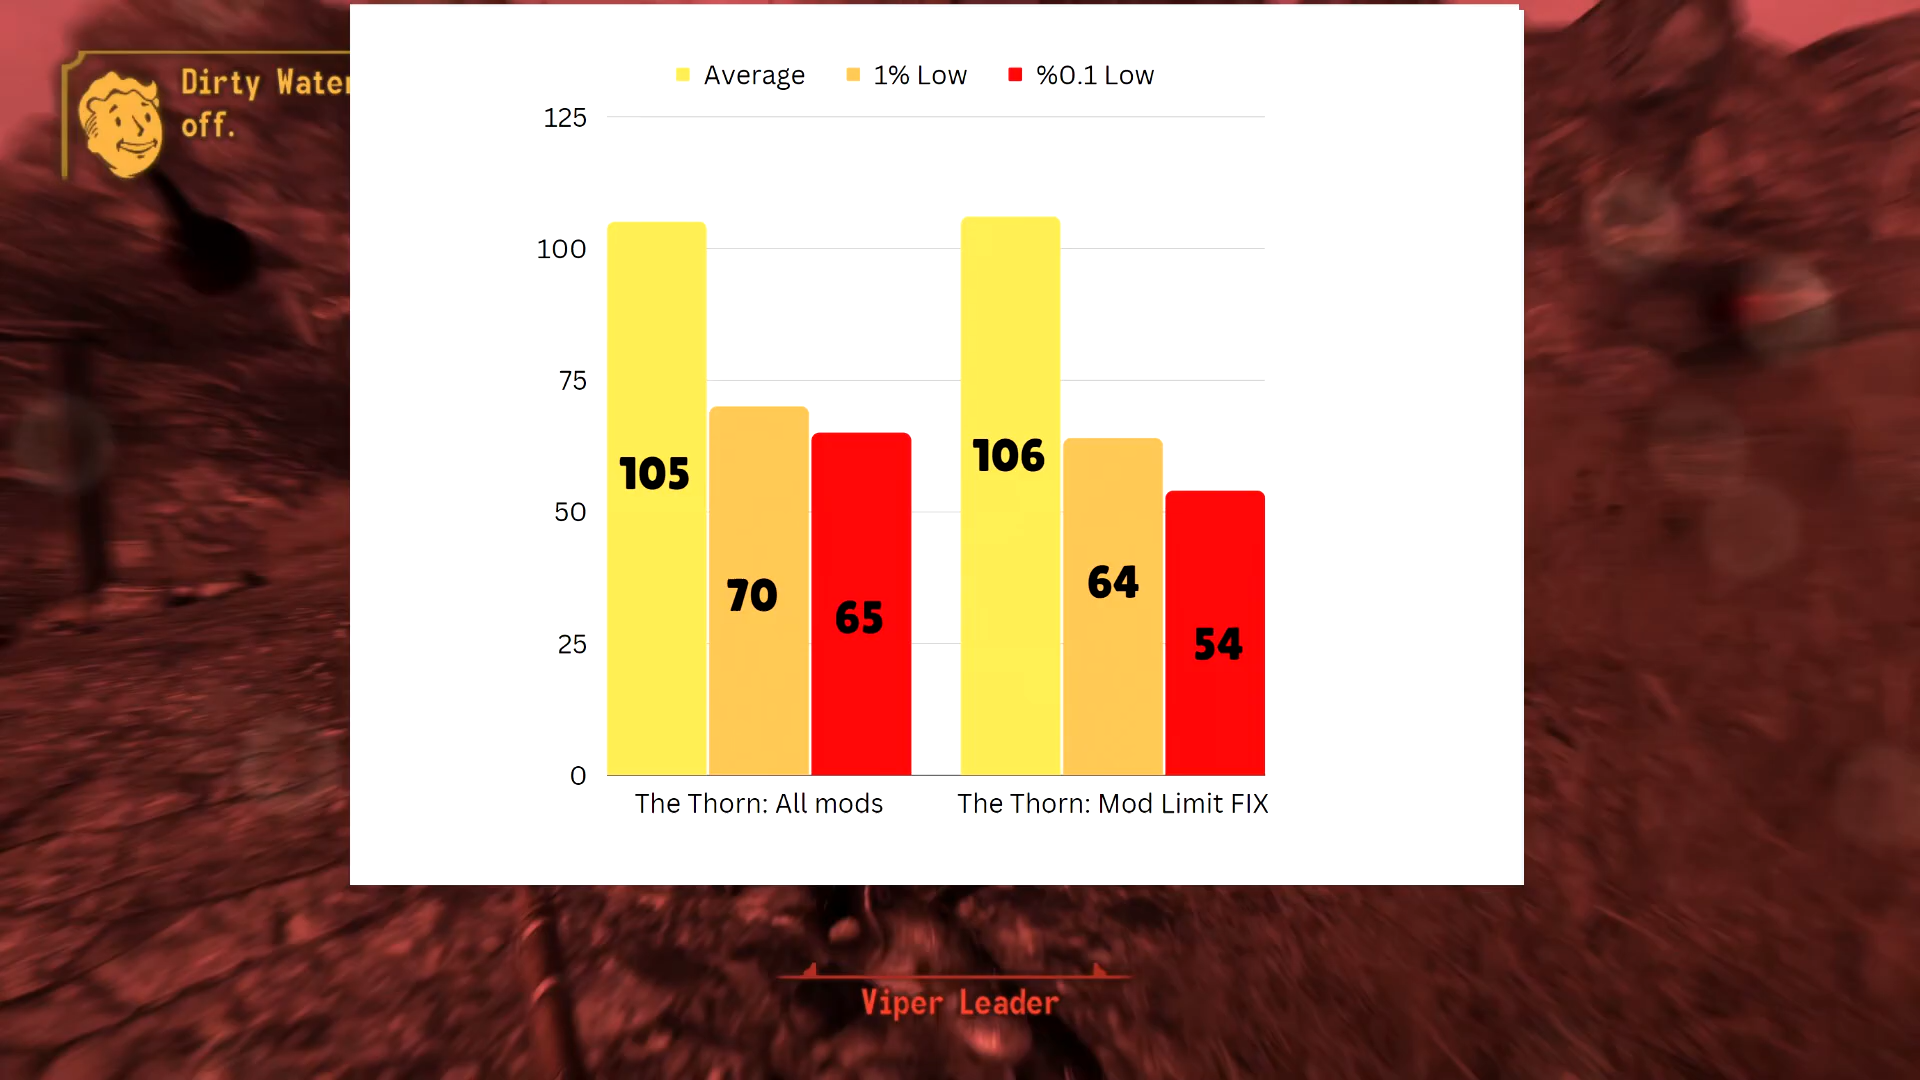 Dirty Water
off.
Average
1% Low
%0.1 Low
125
100
75
50
25
0
105
70
65
106
64
54
The Thorn: All mods
The Thorn: Mod Limit FIX
Viper Leader